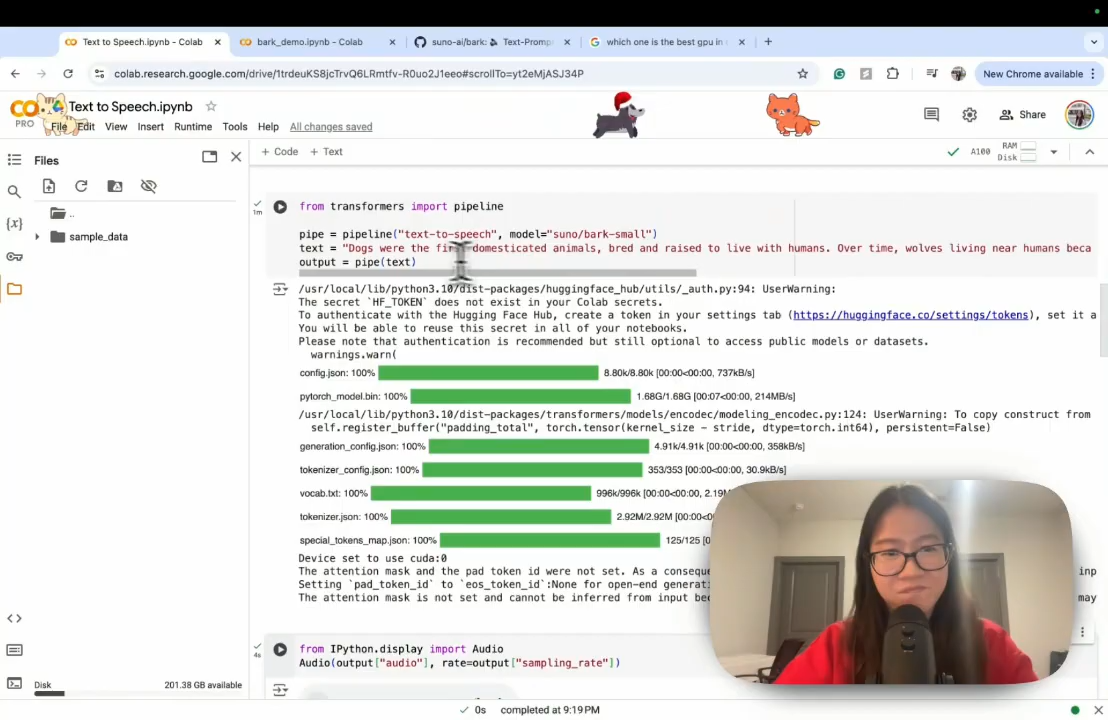 Text to Speech.ipynb - Colab
bark_demo.ipynb - Colab
suno-ai/bark: 🔊 Text-Promp
which one is the best gpu in
colab.research.google.com/drive/1trdeuKS8jcTrvQ6LRmtfv-R0uo2J1eeo#scrollTo=yt2eMjASJ34P
New Chrome available
PRO
Text to Speech.ipynb
File Edit View Insert Runtime Tools Help All changes saved
Share
Files
+ Code + Text
A100
RAM
Disk
..
sample_data
1m
from transformers import pipeline
pipe = pipeline("text-to-speech", model="suno/bark-small")
text = "Dogs were the first domesticated animals, bred and raised to live with humans. Over time, wolves living near humans beca
output = pipe(text)
/usr/local/lib/python3.10/dist-packages/huggingface_hub/utils/_auth.py:94: UserWarning:
The secret `HF_TOKEN` does not exist in your Colab secrets.
To authenticate with the Hugging Face Hub, create a token in your settings tab (https://huggingface.co/settings/tokens), set it a
You will be able to reuse this secret in all of your notebooks.
Please note that authentication is recommended but still optional to access public models or datasets.
warnings.warn(
config.json: 100% 8.80k/8.80k [00:00<00:00, 737kB/s]
pytorch_model.bin: 100% 1.68G/1.68G [00:07<00:00, 214MB/s]
/usr/local/lib/python3.10/dist-packages/transformers/models/encodec/modeling_encodec.py:124: UserWarning: To copy construct from
self.register_buffer("padding_total", torch.tensor(kernel_size - stride, dtype=torch.int64), persistent=False)
generation_config.json: 100% 4.91k/4.91k [00:00<00:00, 358kB/s]
tokenizer_config.json: 100% 353/353 [00:00<00:00, 30.9kB/s]
vocab.txt: 100% 996k/996k [00:00<00:00, 2.19M
tokenizer.json: 100% 2.92M/2.92M [00:00<0
special_tokens_map.json: 100% 125/125 [0
Device set to use cuda:0
The attention mask and the pad token id were not set. As a conseque inp
Setting `pad_token_id` to `eos_token_id`:None for open-end generati
The attention mask is not set and cannot be inferred from input bec may
4s
from IPython.display import Audio
Audio(output["audio"], rate=output["sampling_rate"])
Disk
201.38 GB available
0s completed at 9:19 PM